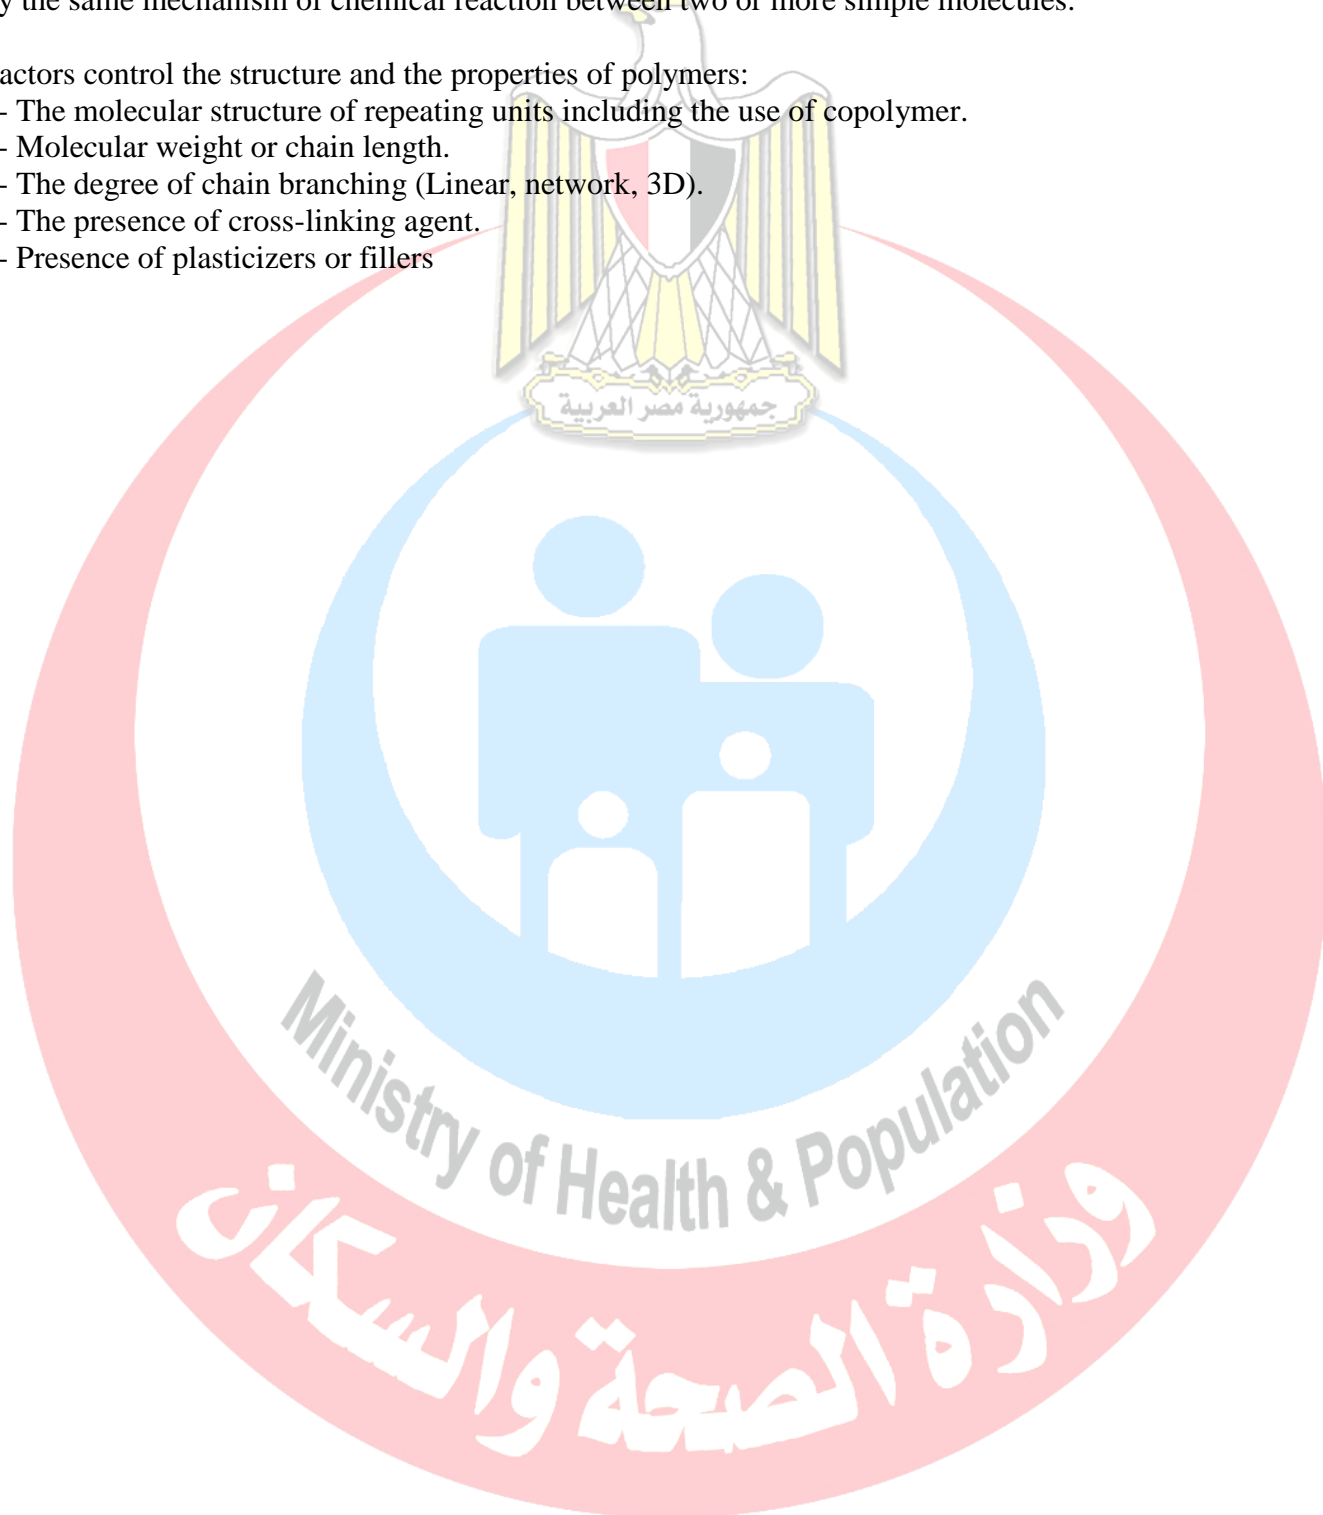 y the same mechanism of chemical reaction between two or more simple molecules.
actors control the structure and the properties of polymers:
- The molecular structure of repeating units including the use of copolymer.
- Molecular weight or chain length.
- The degree of chain branching (Linear, network, 3D).
- The presence of cross-linking agent.
- Presence of plasticizers or fillers
جمهورية مصر العربية
Ministry of Health & Population
وزارة الصحة والسكان